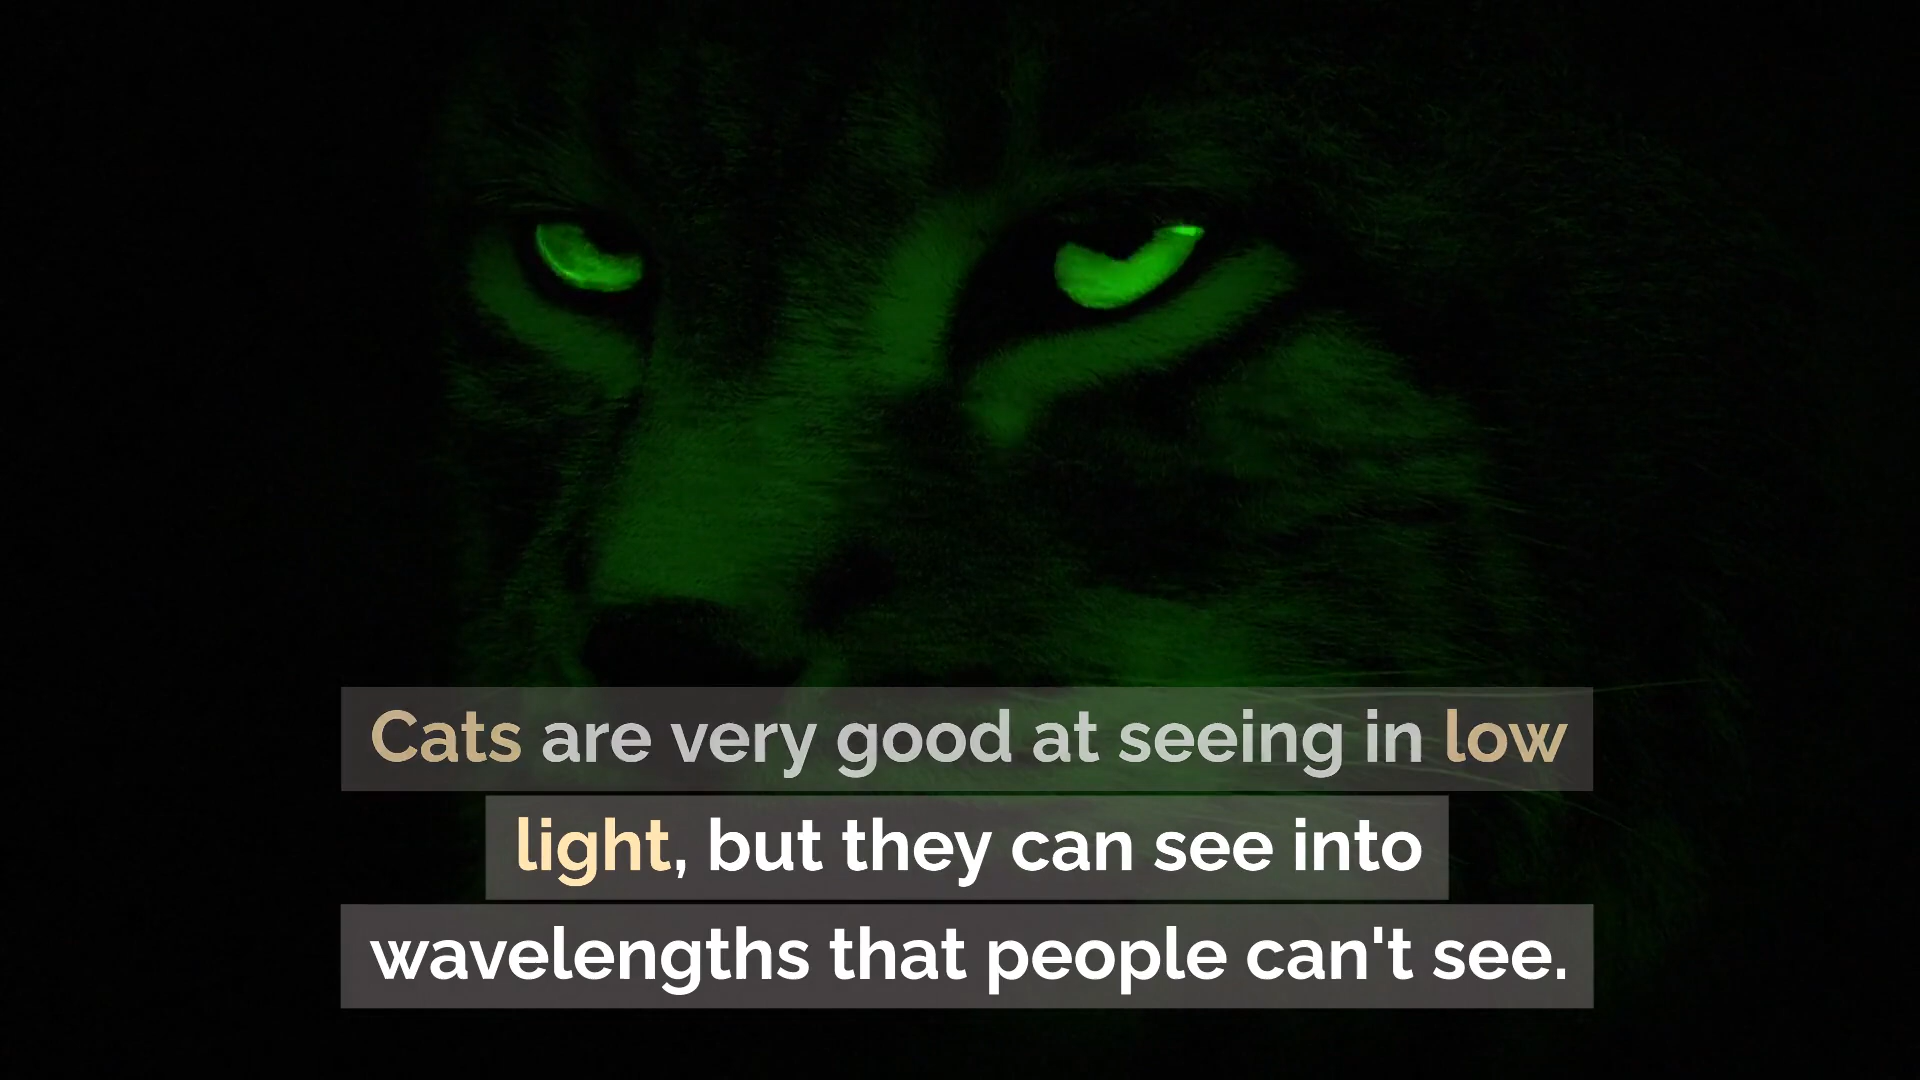 Cats are very good at seeing in low
light, but they can see into
wavelengths that people can't see.